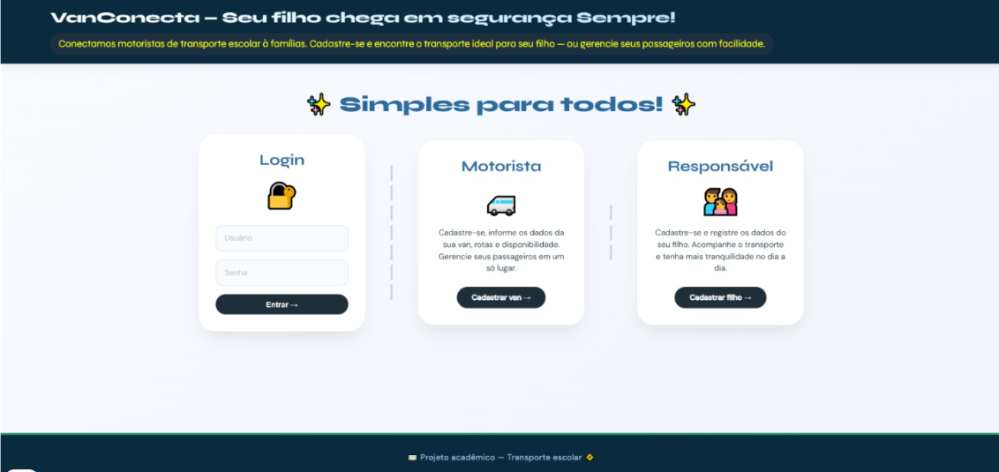 VanConecta — Seu filho chega em segurança Sempre!
Conectamos motoristas de transporte escolar à famílias. Cadastre-se e encontre o transporte ideal para seu filho — ou gerencie seus passageiros com facilidade.
✨ Simples para todos! ✨
Login
Usuário
Senha
Entrar →
Motorista
Cadastre-se, informe os dados da
sua van, rotas e disponibilidade.
Gerencie seus passageiros em um
só lugar.
Cadastrar van →
Responsável
Cadastre-se e registre os dados do
seu filho. Acompanhe o transporte
e tenha mais tranquilidade no dia a
dia.
Cadastrar filho →
Projeto acadêmico — Transporte escolar